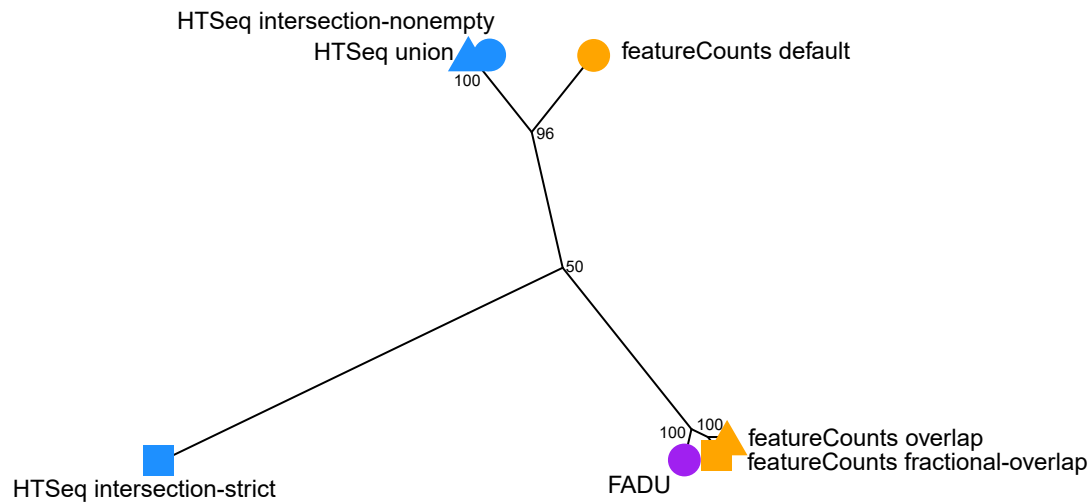 HTSeq intersection-nonempty
HTSeq union
featureCounts default
100
96
50
100
100
featureCounts overlap
featureCounts fractional-overlap
FADU
HTSeq intersection-strict